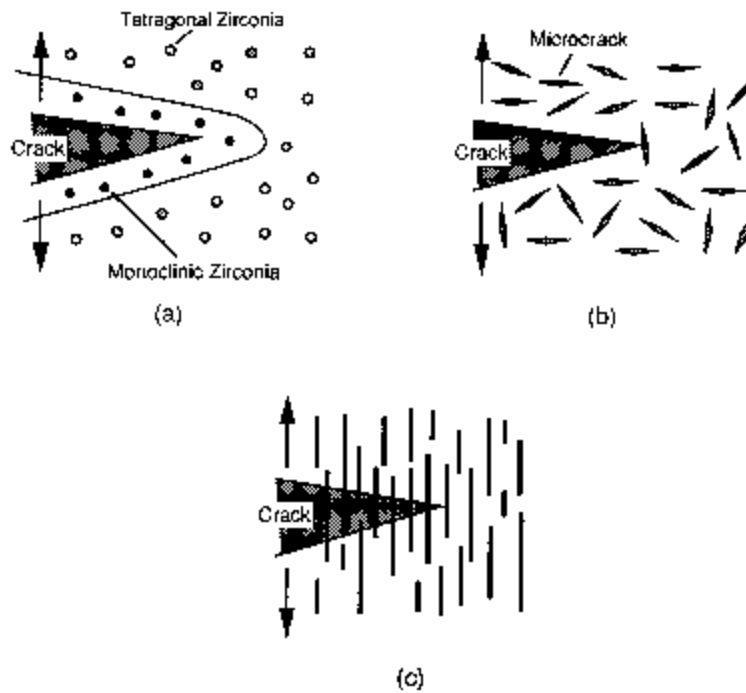 Tetragonal Zirconia
Crack
Monoclinic Zirconia
(a)
Microcrack
Crack
(b)
Crack
(c)